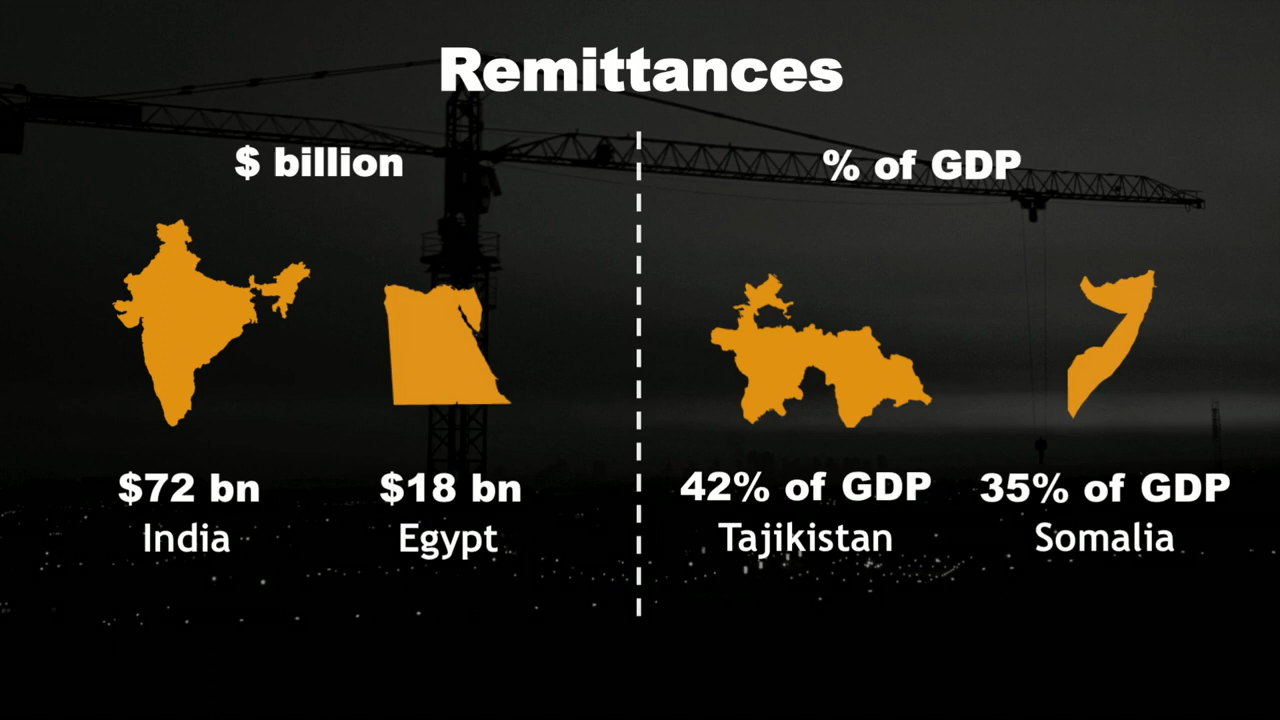 Remittances
$ billion
$72 bn
India
$18 bn
Egypt
% of GDP
42% of GDP
Tajikistan
35% of GDP
Somalia